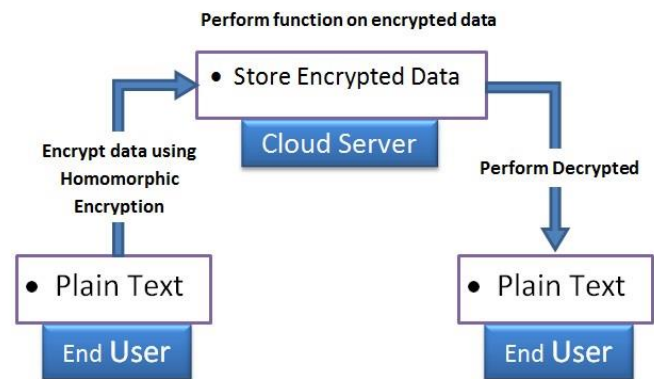 Perform function on encrypted data
• Store Encrypted Data
Cloud Server
Encrypt data using
Homomorphic
Encryption
Perform Decrypted
• Plain Text
End User
• Plain Text
End User